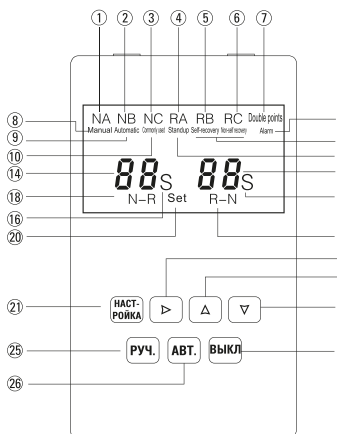 1 2 3 4 5 6 7
NA NB NC RA RB RC Double points
8 Manual Automatic Commonly used Standup Self-recovery Non-self recovery Alarm
9
10
14 88S 88S
16
18 N-R Set R-N
20
21 НАСТ-
РОЙКА
25 РУЧ. АВТ. ВЫКЛ
26